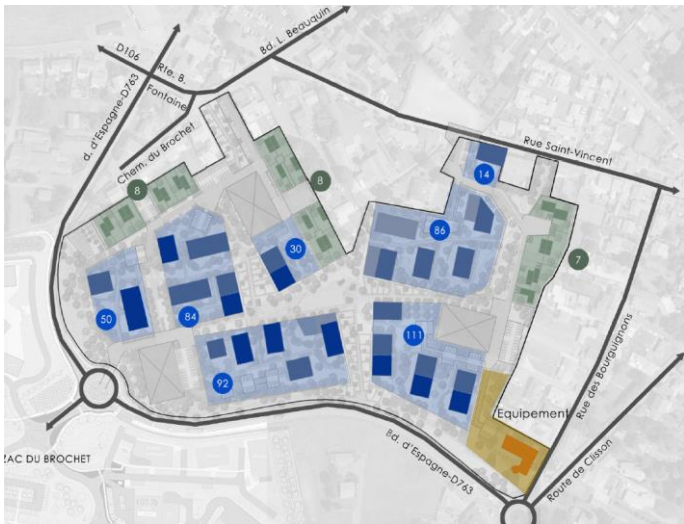 Bd. L. Beauquin
D106
Rte. B.
Fontaine
d. d'Espagne-D763
Chem. du Brochet
Rue Saint-Vincent
8
8
14
86
30
7
50
84
111
92
Equipement
Rue des Bourguignons
Route de Clisson
Bd. d'Espagne-D763
ZAC DU BROCHET